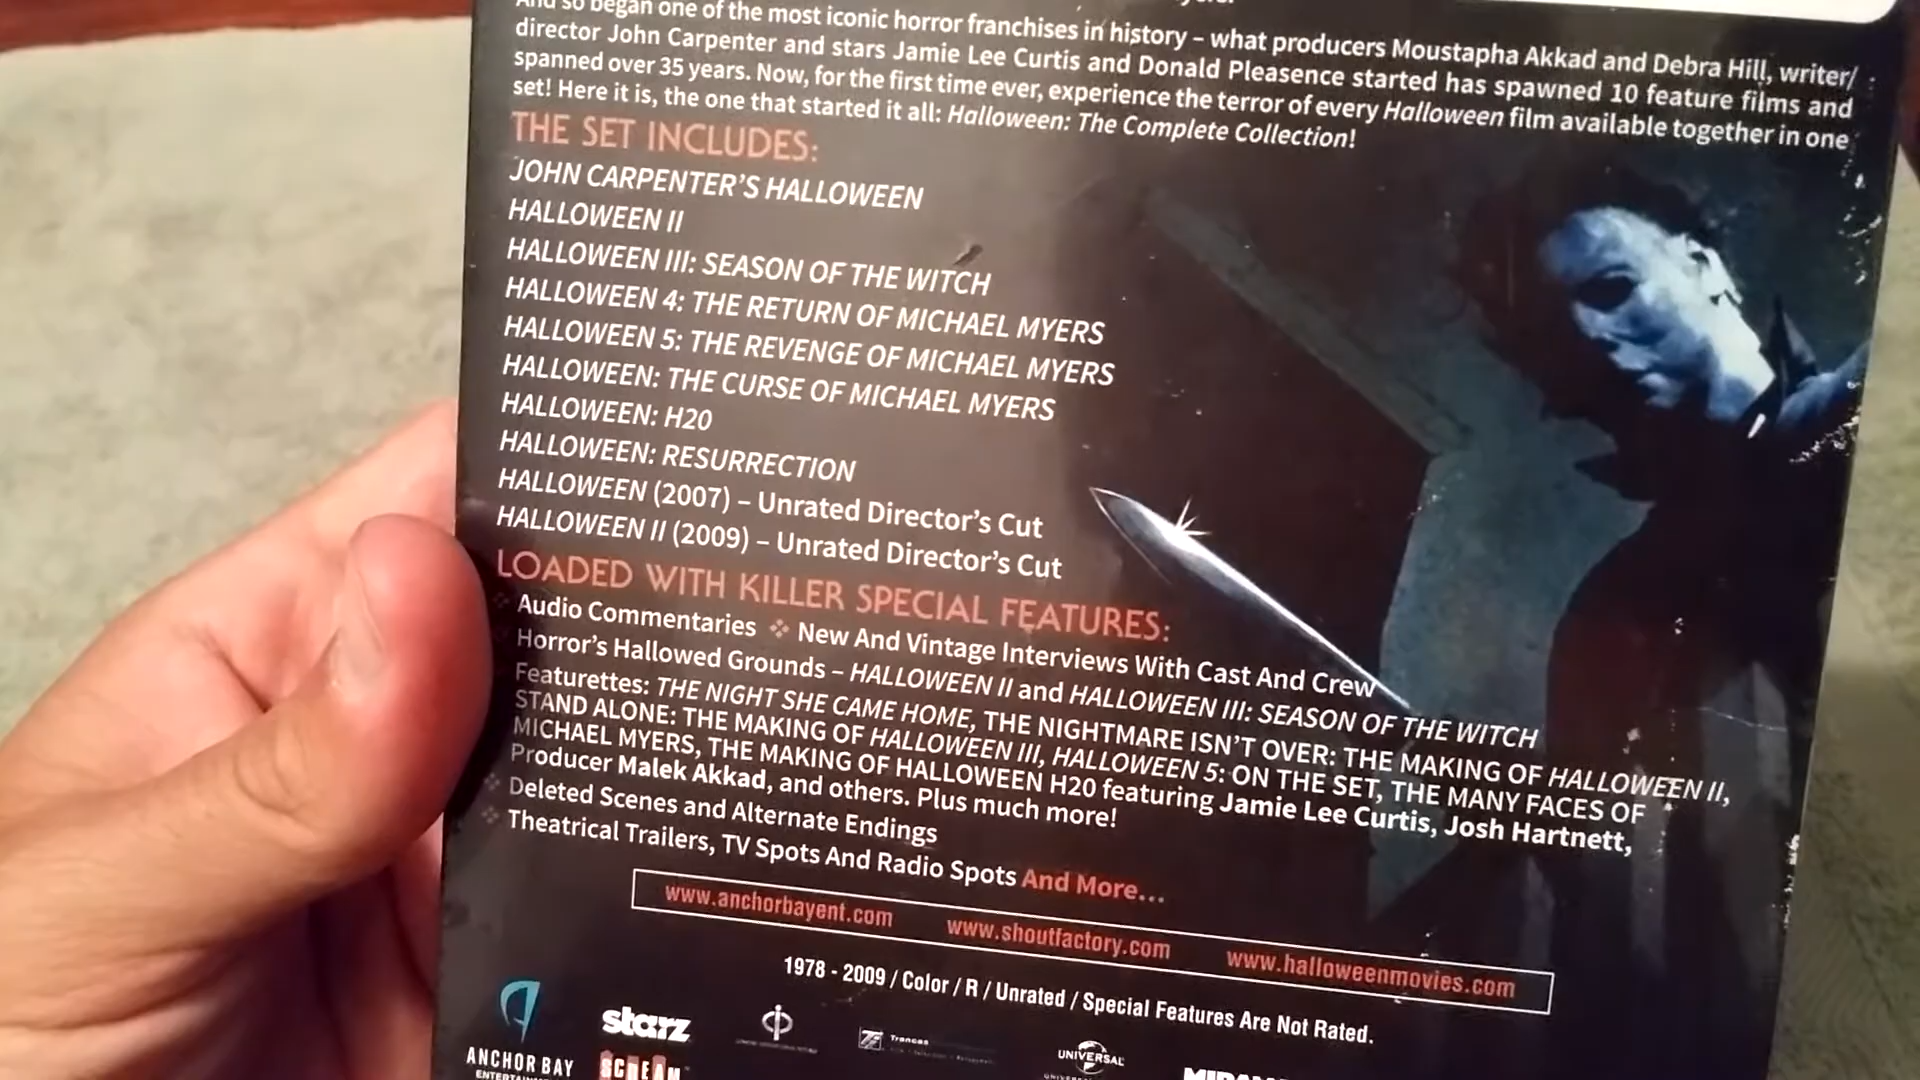 And so began one of the most iconic horror franchises in history – what producers Moustapha Akkad and Debra Hill, writer/
director John Carpenter and stars Jamie Lee Curtis and Donald Pleasence started has spawned 10 feature films and
spanned over 35 years. Now, for the first time ever, experience the terror of every Halloween film available together in one
set! Here it is, the one that started it all: Halloween: The Complete Collection!
THE SET INCLUDES:
JOHN CARPENTER'S HALLOWEEN
HALLOWEEN II
HALLOWEEN III: SEASON OF THE WITCH
HALLOWEEN 4: THE RETURN OF MICHAEL MYERS
HALLOWEEN 5: THE REVENGE OF MICHAEL MYERS
HALLOWEEN: THE CURSE OF MICHAEL MYERS
HALLOWEEN: H20
HALLOWEEN: RESURRECTION
HALLOWEEN (2007) – Unrated Director's Cut
HALLOWEEN II (2009) – Unrated Director's Cut
LOADED WITH KILLER SPECIAL FEATURES:
Audio Commentaries ❖ New And Vintage Interviews With Cast And Crew
Horror's Hallowed Grounds – HALLOWEEN II and HALLOWEEN III: SEASON OF THE WITCH
Featurettes: THE NIGHT SHE CAME HOME, THE NIGHTMARE ISN'T OVER: THE MAKING OF HALLOWEEN II,
STAND ALONE: THE MAKING OF HALLOWEEN III, HALLOWEEN 5: ON THE SET, THE MANY FACES OF
MICHAEL MYERS, THE MAKING OF HALLOWEEN H20 featuring Jamie Lee Curtis, Josh Hartnett,
Producer Malek Akkad, and others. Plus much more!
❖ Deleted Scenes and Alternate Endings
❖ Theatrical Trailers, TV Spots And Radio Spots And More...
www.anchorbayent.com www.shoutfactory.com www.halloweenmovies.com
1978 - 2009 / Color / R / Unrated / Special Features Are Not Rated.
ANCHOR BAY
starz
SCREAM
Trancas
UNIVERSAL